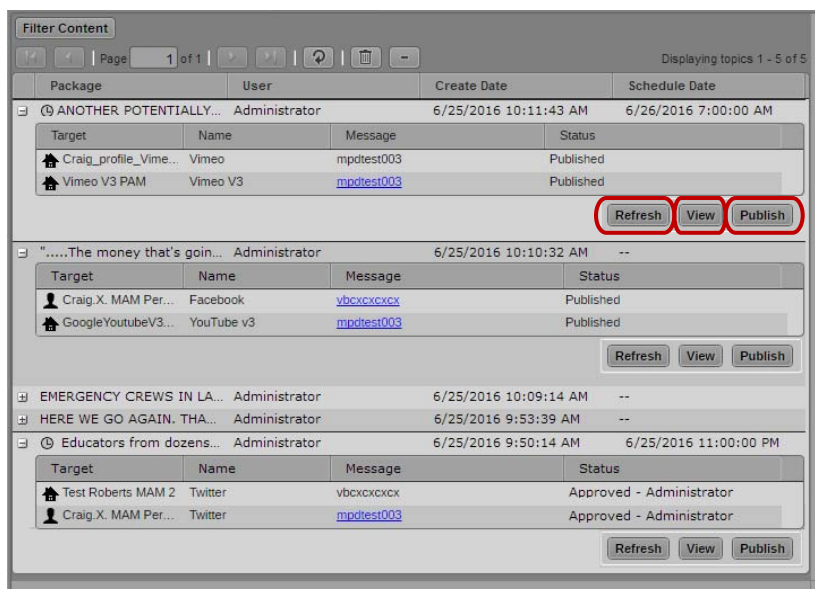 Filter Content
Page 1 of 1 - Displaying topics 1 - 5 of 5
Package User Create Date Schedule Date
ANOTHER POTENTIALLY... Administrator 6/25/2016 10:11:43 AM 6/26/2016 7:00:00 AM
Target Name Message Status
Craig_profile_Vime... Vimeo mpdtest003 Published
Vimeo V3 PAM Vimeo V3 mpdtest003 Published
Refresh View Publish
".....The money that's goin... Administrator 6/25/2016 10:10:32 AM --
Target Name Message Status
Craig.X. MAM Per... Facebook vbcxcxcxcx Published
GoogleYoutubeV3... YouTube v3 mpdtest003 Published
Refresh View Publish
EMERGENCY CREWS IN LA... Administrator 6/25/2016 10:09:14 AM --
HERE WE GO AGAIN. THA... Administrator 6/25/2016 9:53:39 AM --
Educators from dozens... Administrator 6/25/2016 9:50:14 AM 6/25/2016 11:00:00 PM
Target Name Message Status
Test Roberts MAM 2 Twitter vbcxcxcxcx Approved - Administrator
Craig.X. MAM Per... Twitter mpdtest003 Approved - Administrator
Refresh View Publish